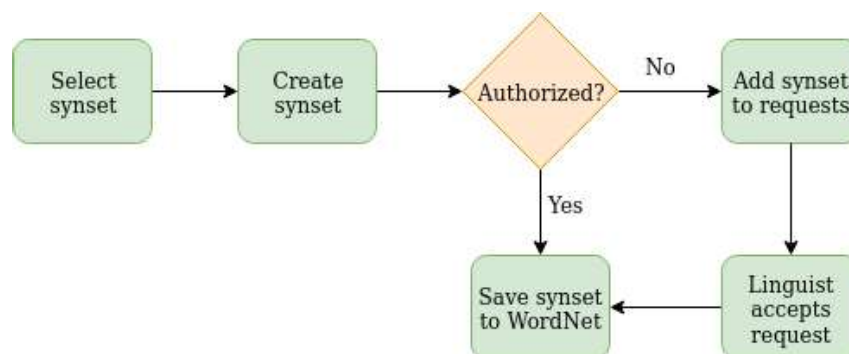 Select
synset
Create
synset
Authorized?
No
Add synset
to requests
Yes
Save synset
to WordNet
Linguist
accepts
request